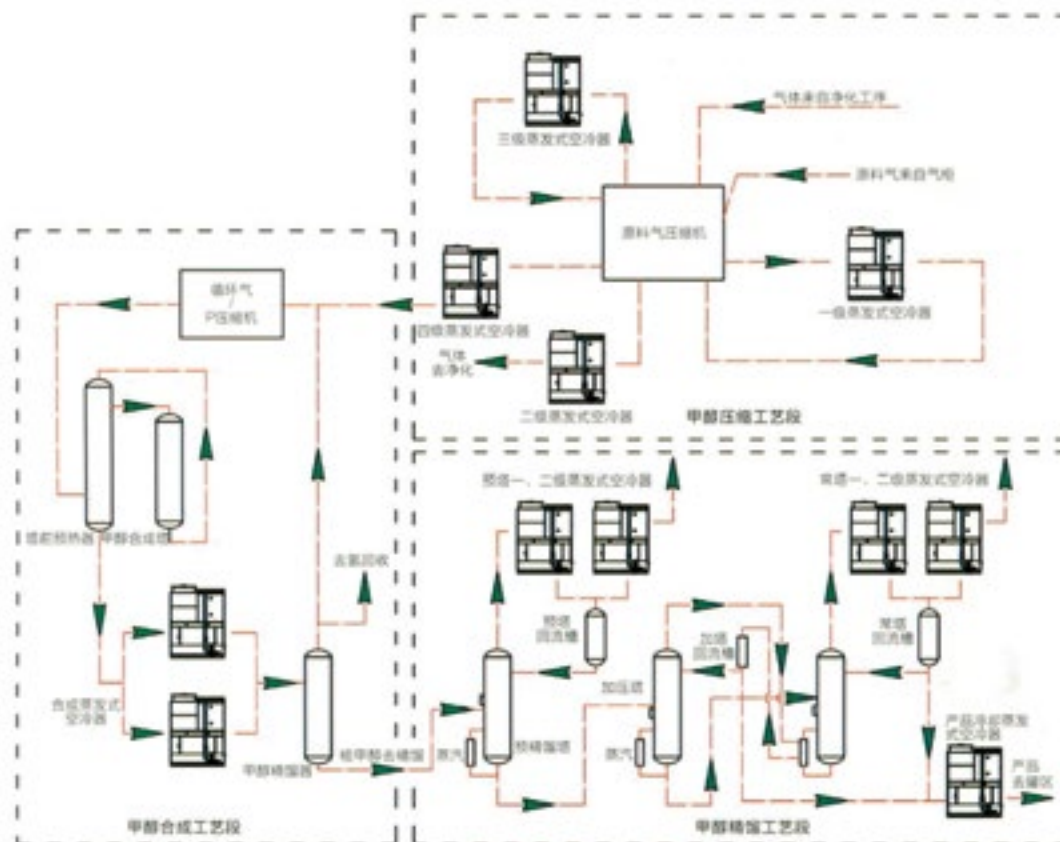 三级蒸发式空冷器
气体来自净化工序
原料气来自气柜
原料气压缩机
一级蒸发式空冷器
四级蒸发式空冷器
气体
去净化
二级蒸发式空冷器
甲醇压缩工艺段
循环气
/
P压缩机
塔前预热器
甲醇合成塔
去氢回收
合成蒸发式
空冷器
甲醇精馏器
粗甲醇去精馏
甲醇合成工艺段
预塔一、二级蒸发式空冷器
常塔一、二级蒸发式空冷器
预塔
回流槽
加压塔
加塔
回流槽
常塔
回流槽
蒸汽
预精馏塔
蒸汽
产品冷却蒸发
式空冷器
产品
去罐区
甲醇精馏工艺段